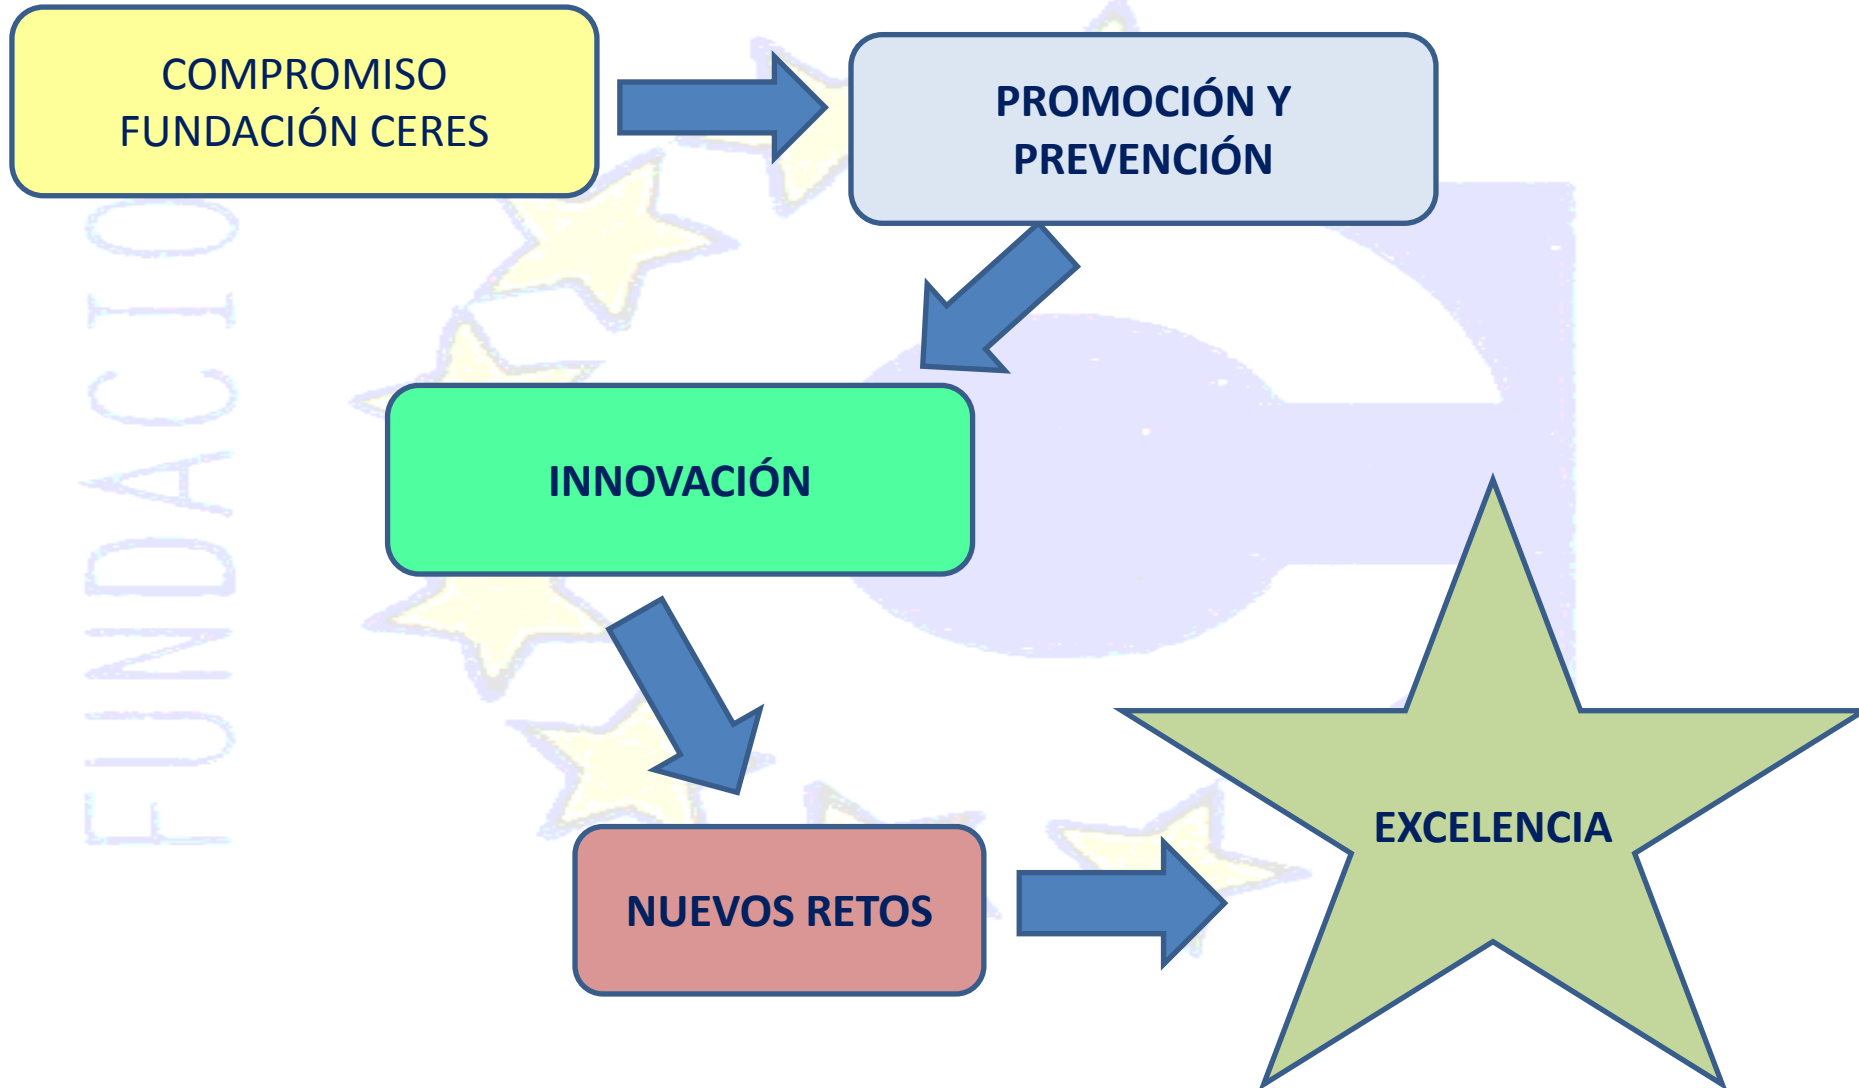 COMPROMISO
FUNDACIÓN CERES
PROMOCIÓN Y
PREVENCIÓN
INNOVACIÓN
NUEVOS RETOS
EXCELENCIA
FUNDACIO